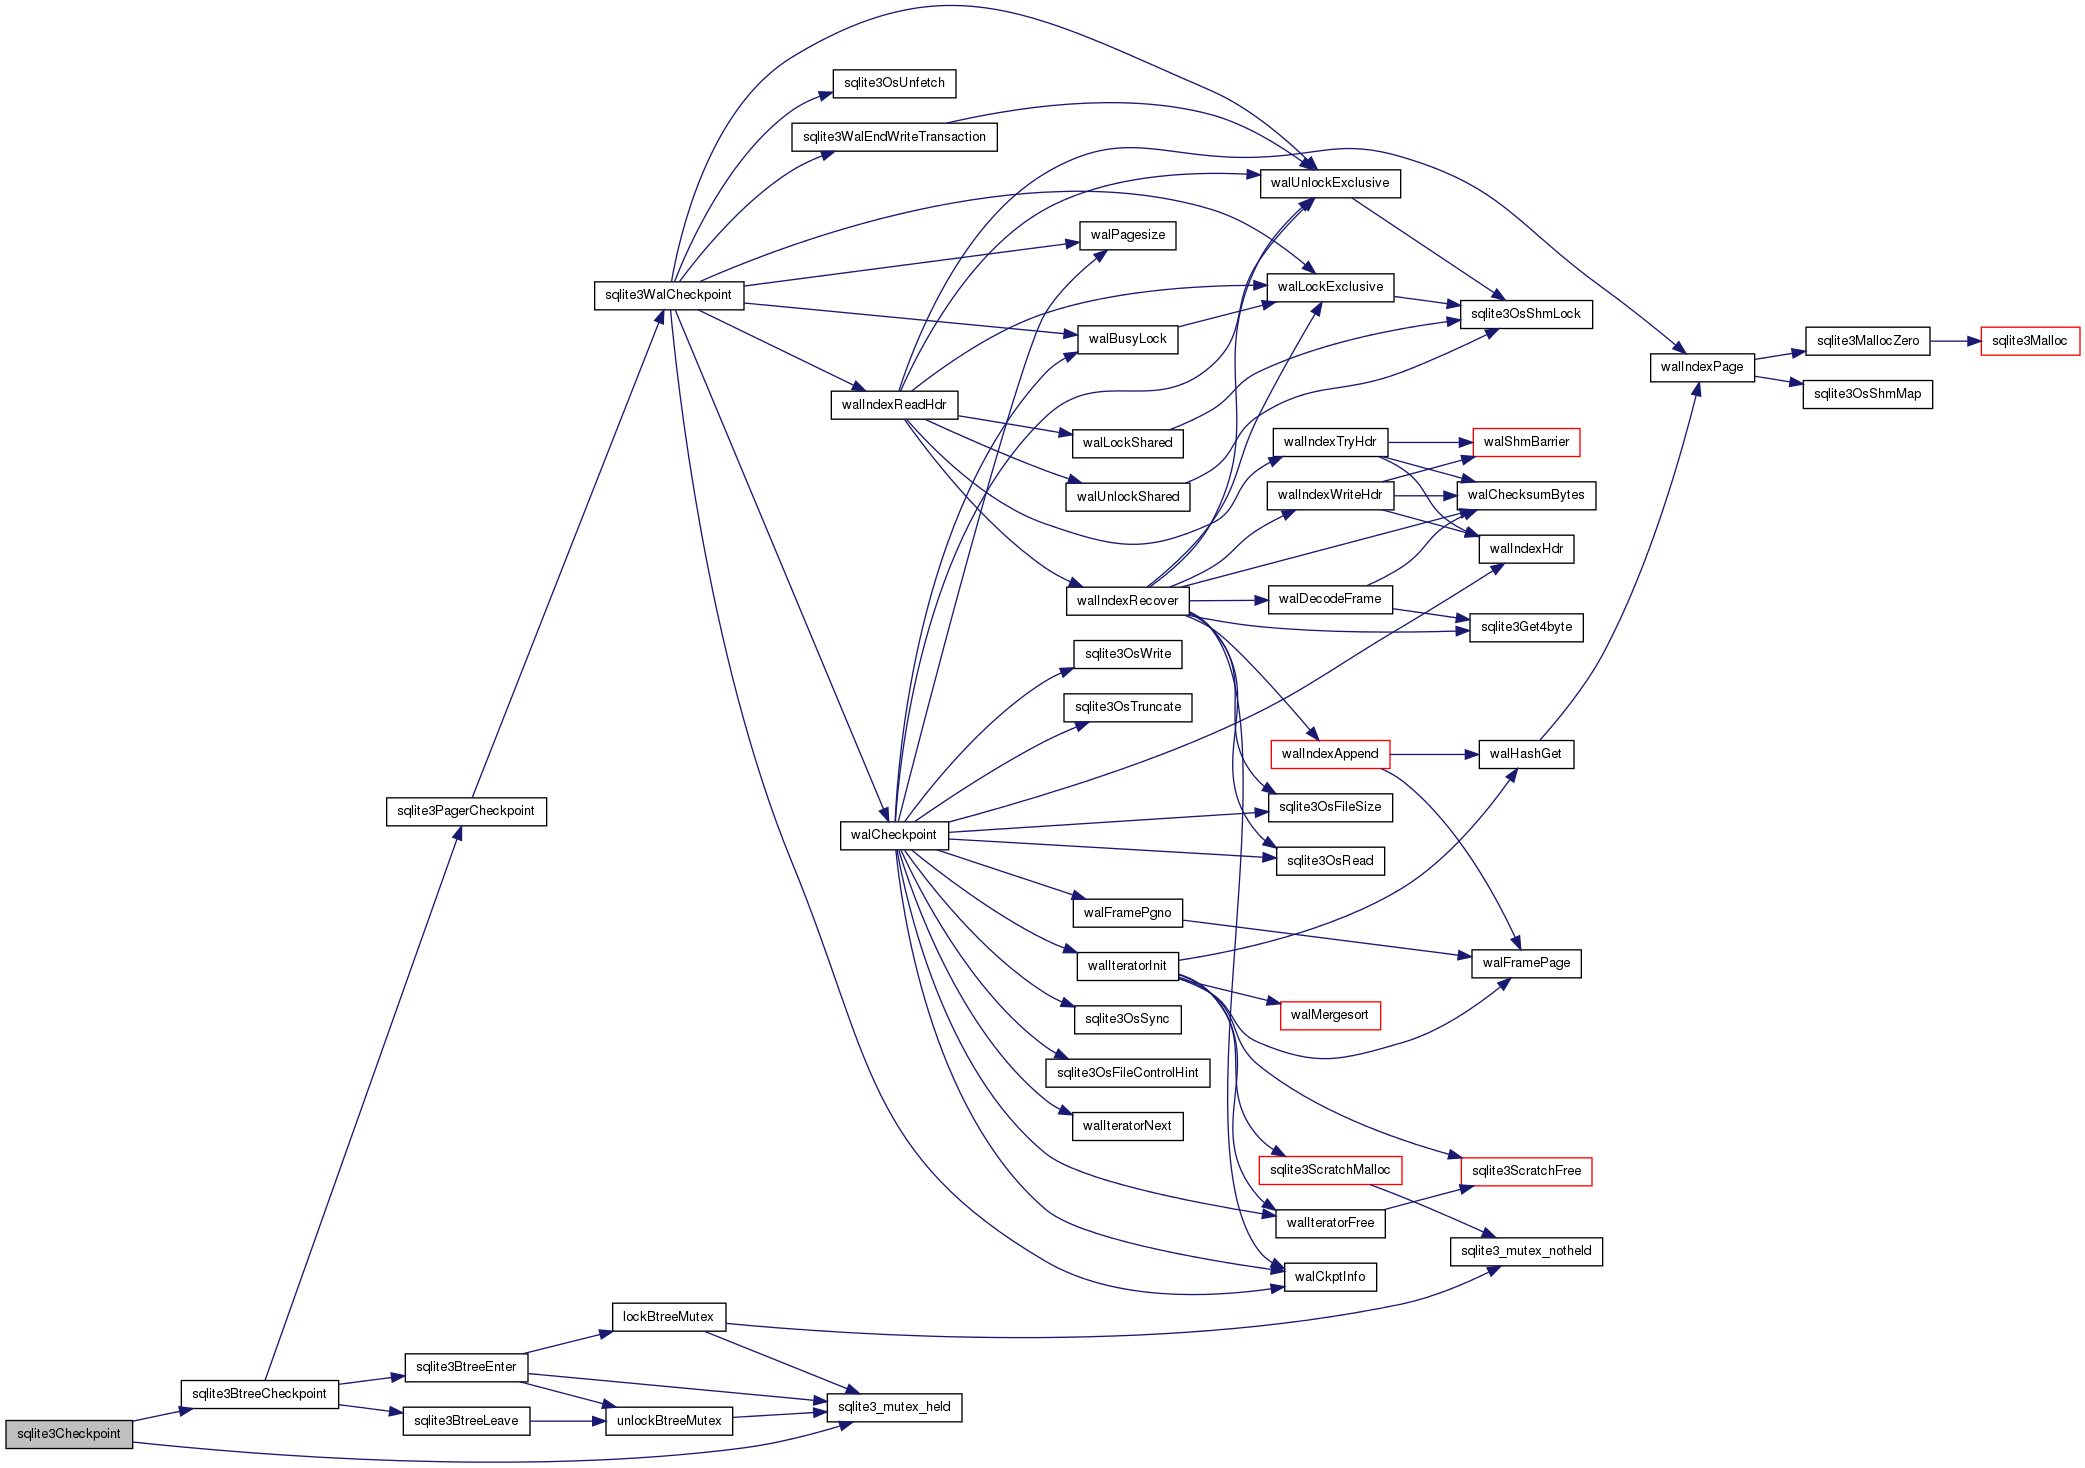 sqlite3OsUnfetch
sqlite3WalEndWriteTransaction
walUnlockExclusive
walPagesize
sqlite3WalCheckpoint
walLockExclusive
sqlite3OsShmLock
walBusyLock
sqlite3MallocZero
sqlite3Malloc
walIndexPage
sqlite3OsShmMap
walIndexReadHdr
walLockShared
walIndexTryHdr
walShmBarrier
walUnlockShared
walIndexWriteHdr
walChecksumBytes
walIndexHdr
walIndexRecover
walDecodeFrame
sqlite3Get4byte
sqlite3OsWrite
sqlite3OsTruncate
walIndexAppend
walHashGet
sqlite3PagerCheckpoint
sqlite3OsFileSize
walCheckpoint
sqlite3OsRead
walFramePgno
walIteratorInit
walFramePage
sqlite3OsSync
walMergesort
sqlite3OsFileControlHint
walIteratorNext
sqlite3ScratchMalloc
sqlite3ScratchFree
walIteratorFree
sqlite3_mutex_notheld
walCkptInfo
lockBtreeMutex
sqlite3BtreeEnter
sqlite3BtreeCheckpoint
sqlite3_mutex_held
sqlite3BtreeLeave
unlockBtreeMutex
sqlite3Checkpoint